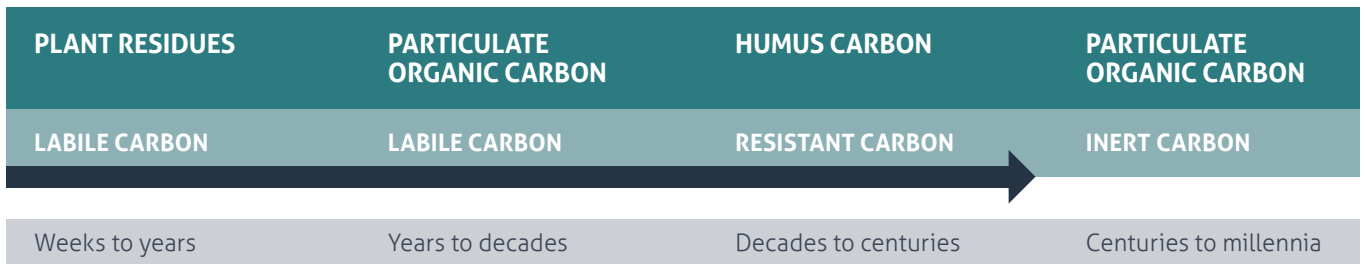 PLANT RESIDUES
PARTICULATE
ORGANIC CARBON
HUMUS CARBON
PARTICULATE
ORGANIC CARBON
LABILE CARBON
LABILE CARBON
RESISTANT CARBON
INERT CARBON
Weeks to years
Years to decades
Decades to centuries
Centuries to millennia